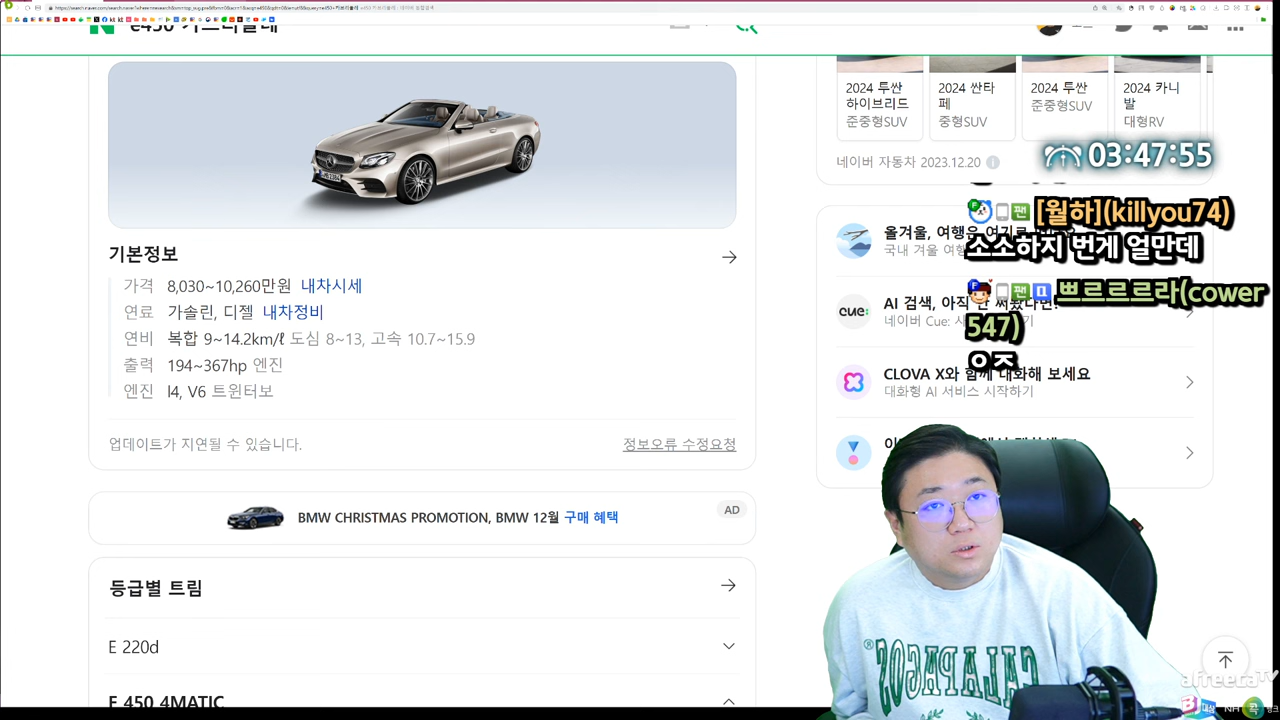 2024 투싼
하이브리드
준중형SUV
2024 싼타
페
중형SUV
2024 투싼
준중형SUV
2024 카니
발
대형RV
네이버 자동차 2023.12.20
03:47:55
기본정보
가격 8,030~10,260만원 내차시세
연료 가솔린, 디젤 내차정비
연비 복합 9~14.2km/ℓ 도심 8~13, 고속 10.7~15.9
출력 194~367hp 엔진
엔진 I4, V6 트윈터보
업데이트가 지연될 수 있습니다.
정보오류 수정요청
BMW CHRISTMAS PROMOTION, BMW 12월 구매 혜택
AD
등급별 트림
E 220d
E 450 4MATIC
올겨울, 여행은
국내 겨울
팬 [월하](killyou74)
소소하지 번게 얼만데
AI 검색, 아직
네이버 Cue:
cue:
팬 쁘르르르라(cower
547)
ㅇㅈ
CLOVA X와 함께 대화해 보세요
대화형 AI 서비스 시작하기
GALAPAGOS
afreecaTV